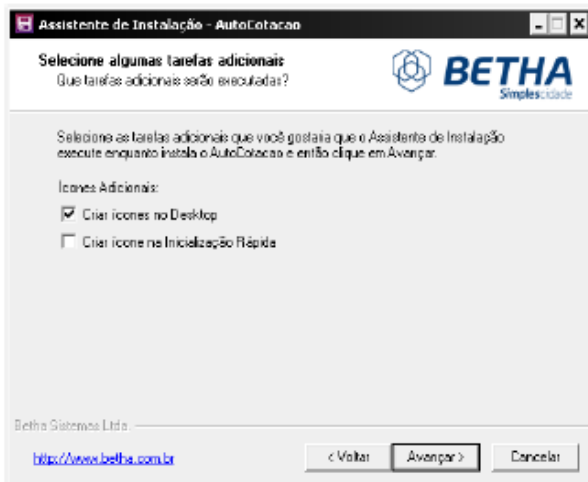 Assistente de Instalação - AutoCotacao
Selecione algumas tarefas adicionais
Que tarefas adicionais serão executadas?
BETHA
Simplescidade
Selecione as tarefas adicionais que você gostaria que o Assistente de Instalação
execute enquanto instala o AutoCotacao e então clique em Avançar.
Ícones Adicionais:
Criar ícones no Desktop
Criar ícone na Inicialização Rápida
Betha Sistemas Ltda.
http://www.betha.com.br
< Voltar
Avançar >
Cancelar